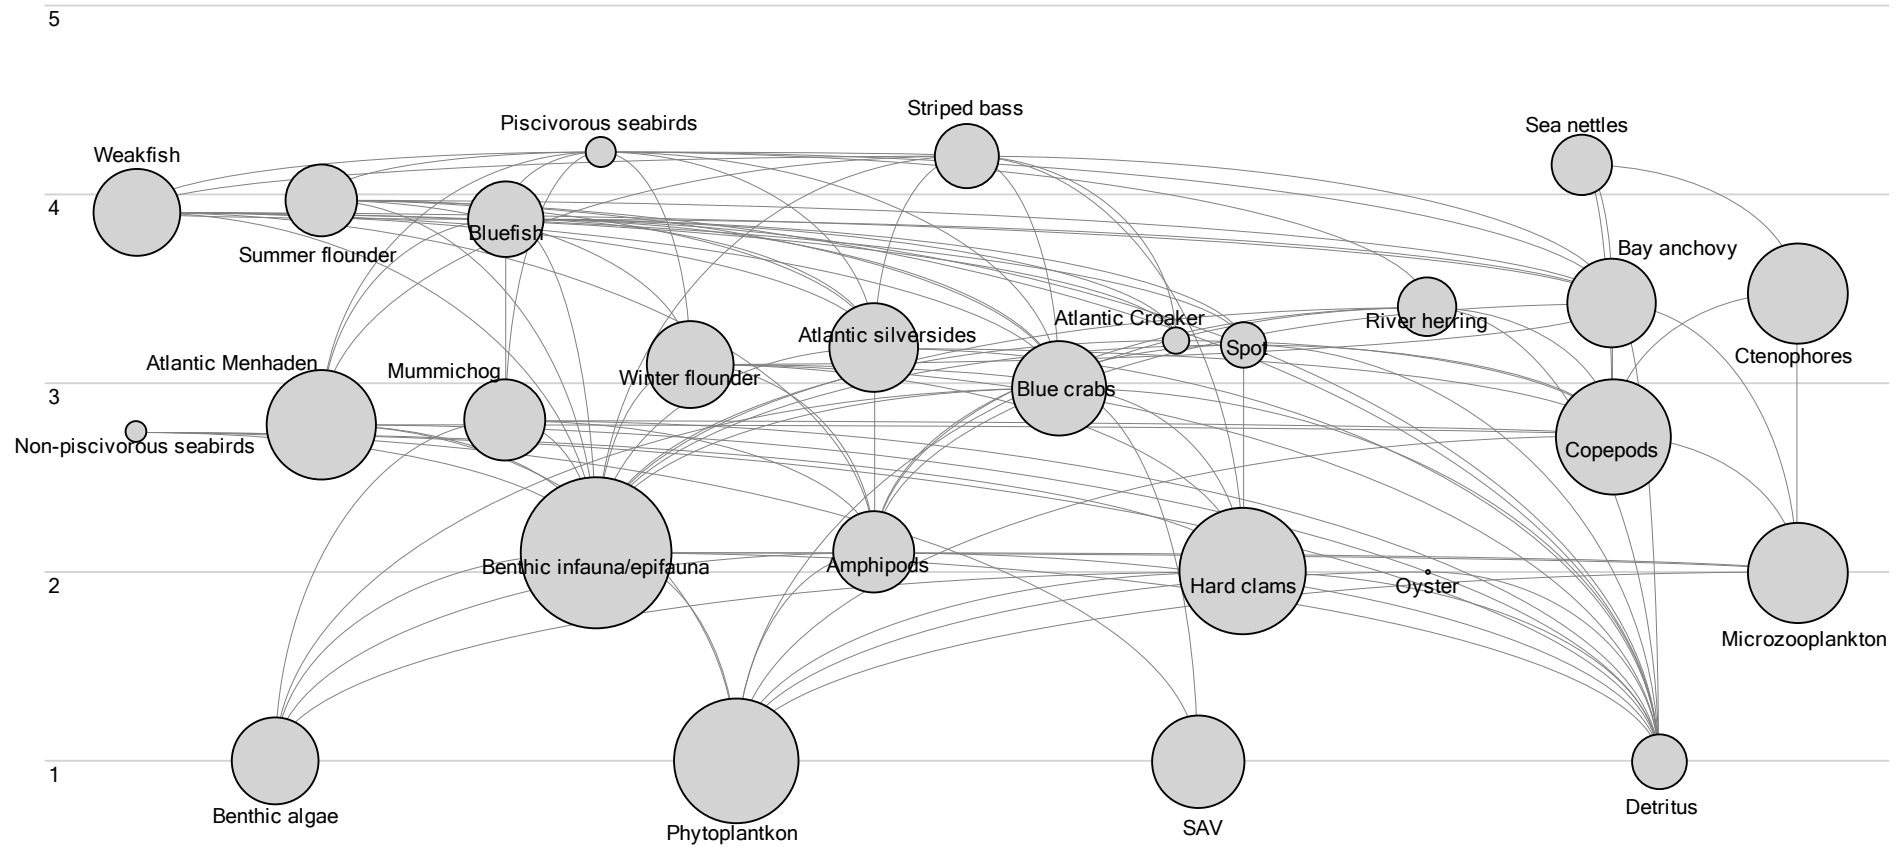 5
Striped bass
Piscivorous seabirds
Sea nettles
Weakfish
4
Bluefish
Bay anchovy
Summer flounder
Atlantic Croaker
River herring
Atlantic silversides
Spot
Ctenophores
Atlantic Menhaden
Mummichog
Winter flounder
Blue crabs
3
Non-piscivorous seabirds
Copepods
Benthic infauna/epifauna
Amphipods
2
Hard clams
Oyster
Microzooplankton
1
Detritus
Benthic algae
SAV
Phytoplantkon